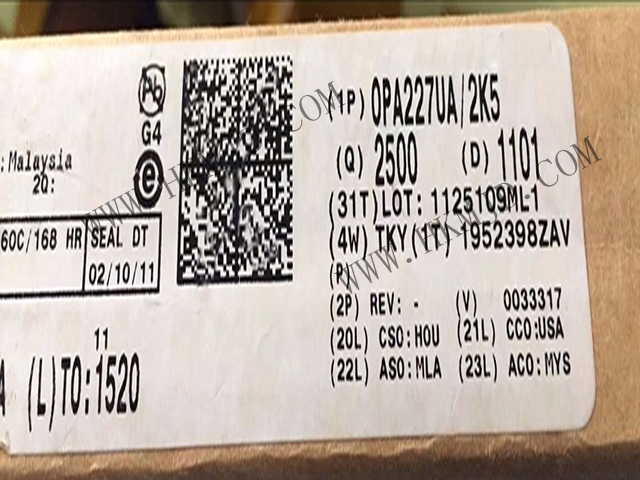 Pb
G4
e
: Malaysia
2Q:
60C/168 HR
SEAL DT
02/10/11
11
(L)TO:1520
1P) OPA227UA/2K5
(Q) 2500 (D) 1101
(31T)LOT: 1125109ML1
(4W) TKY(YT) 1952398ZAV
(P
(2P) REV: - (V) 0033317
(20L) CSO:HOU (21L) CCO:USA
(22L) ASO:MLA (23L) ACO:MYS